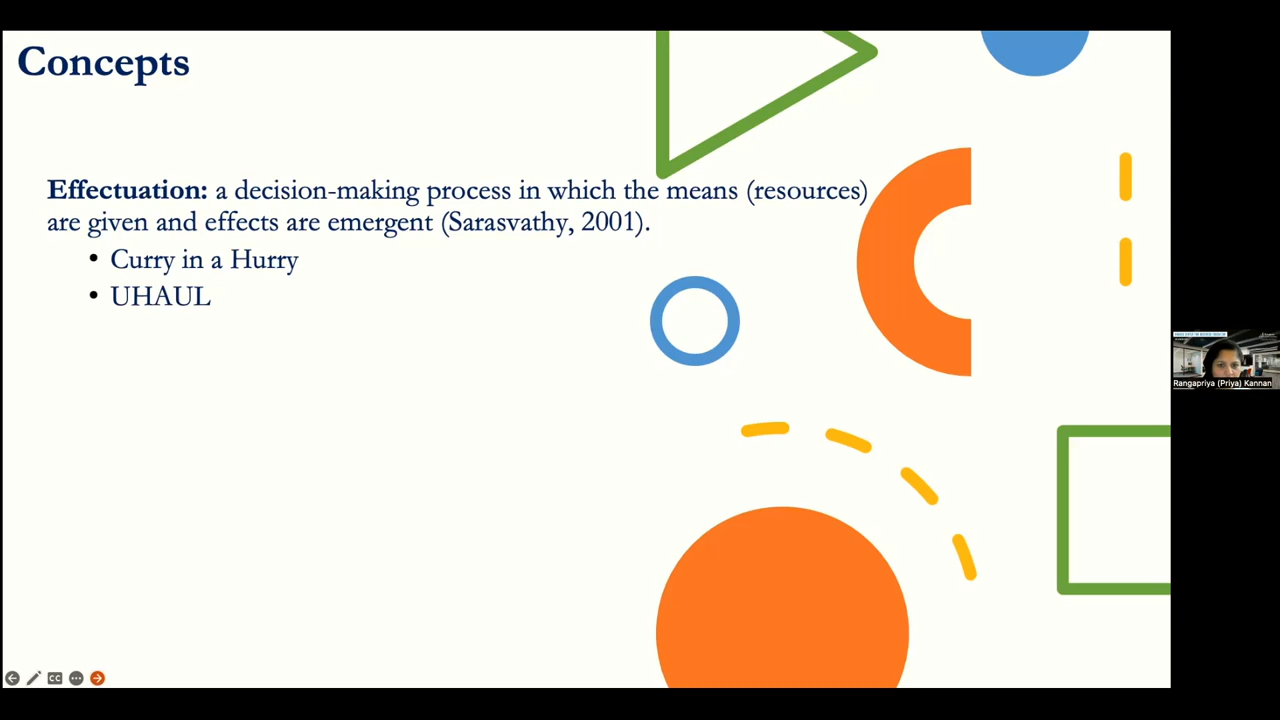 Concepts
Effectuation: a decision-making process in which the means (resources)
are given and effects are emergent (Sarasvathy, 2001).
• Curry in a Hurry
• UHAUL
Rangapriya (Priya) Kannan
CC